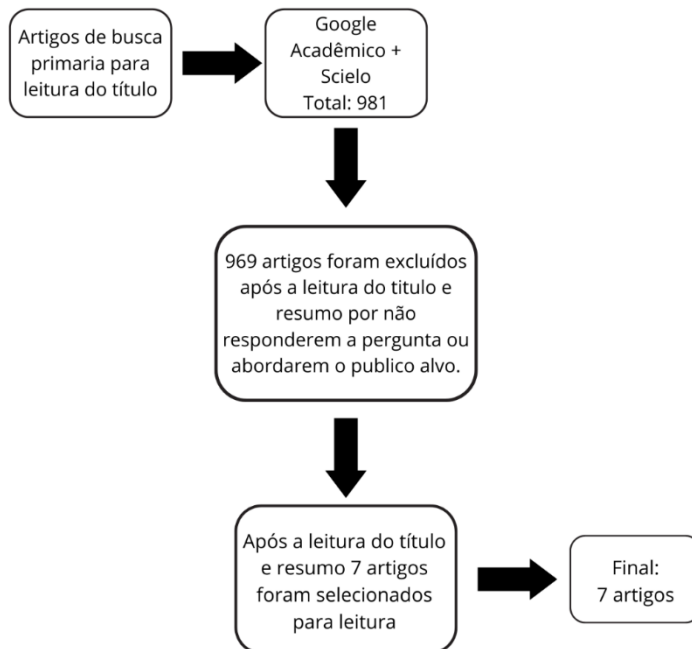 Artigos de busca
primaria para
leitura do título
Google
Acadêmico +
Scielo
Total: 981
969 artigos foram excluídos
após a leitura do titulo e
resumo por não
responderem a pergunta ou
abordarem o publico alvo.
Após a leitura do título
e resumo 7 artigos
foram selecionados
para leitura
Final:
7 artigos